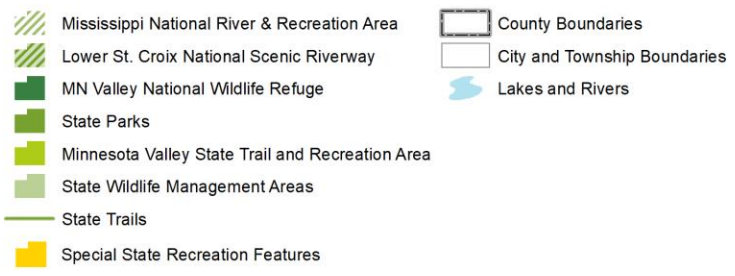 Mississippi National River & Recreation Area
Lower St. Croix National Scenic Riverway
MN Valley National Wildlife Refuge
State Parks
Minnesota Valley State Trail and Recreation Area
State Wildlife Management Areas
State Trails
Special State Recreation Features
County Boundaries
City and Township Boundaries
Lakes and Rivers